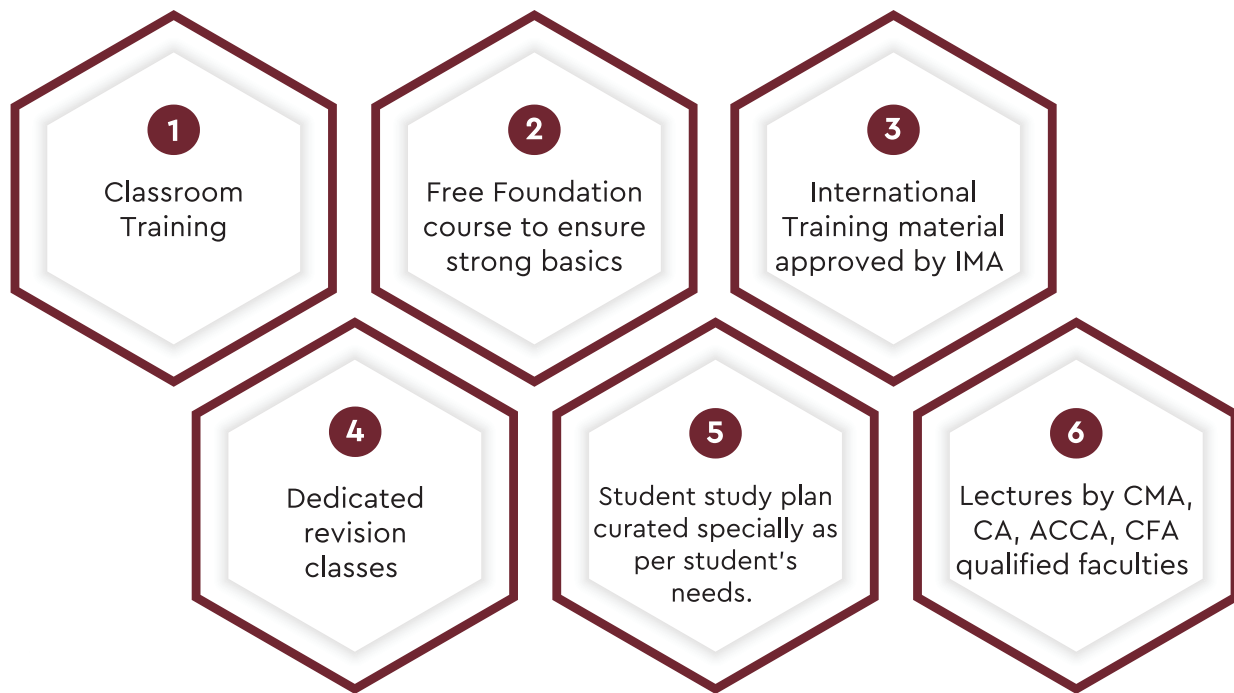 1
Classroom
Training
2
Free Foundation
course to ensure
strong basics
3
International
Training material
approved by IMA
4
Dedicated
revision
classes
5
Student study plan
curated specially as
per student's
needs.
6
Lectures by CMA,
CA, ACCA, CFA
qualified faculties